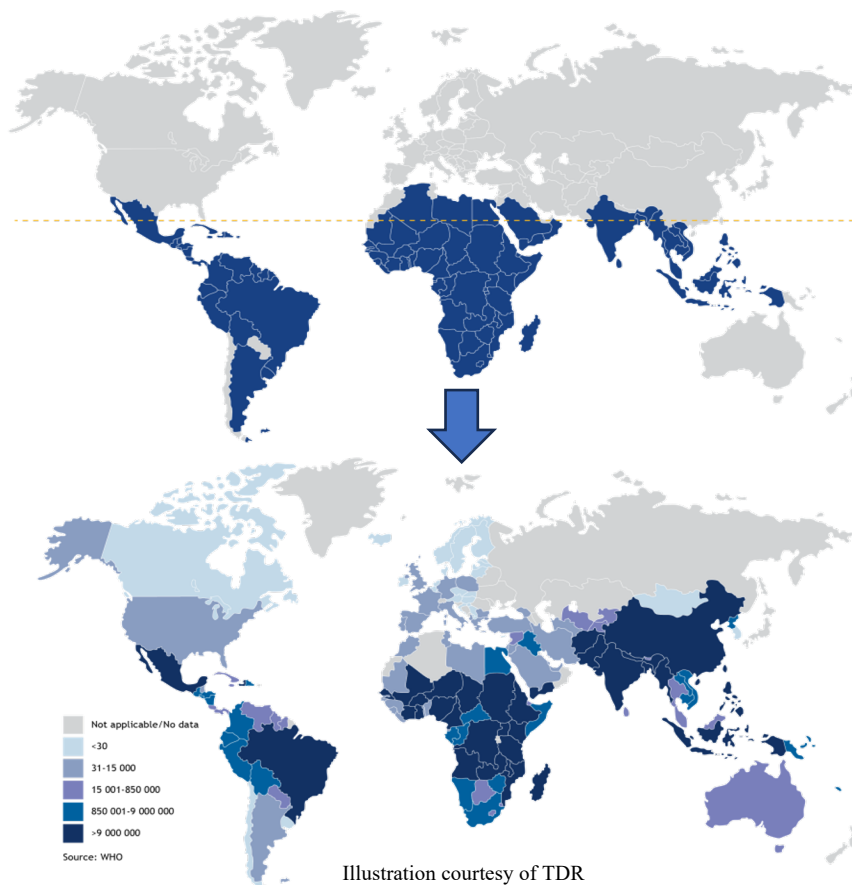 Not applicable/No data
<30
31-15 000
15 001-850 000
850 001-9 000 000
>9 000 000
Source: WHO
Illustration courtesy of TDR